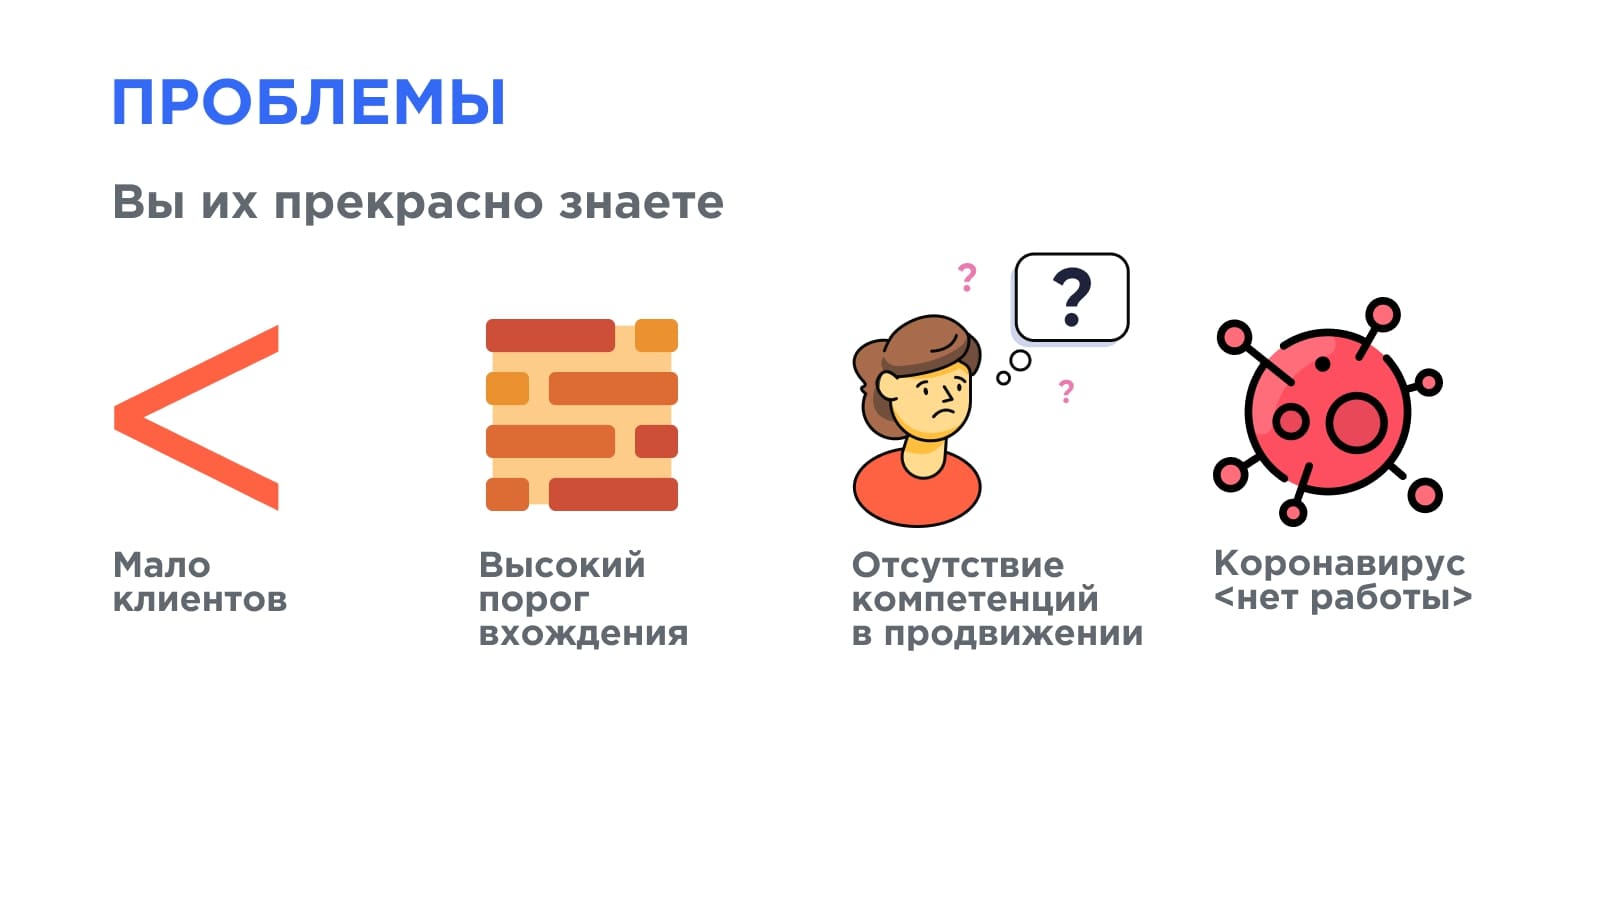 ПРОБЛЕМЫ
Вы их прекрасно знаете
?
?
?
Мало
клиентов
Высокий
порог
вхождения
Отсутствие
компетенций
в продвижении
Коронавирус
<нет работы>